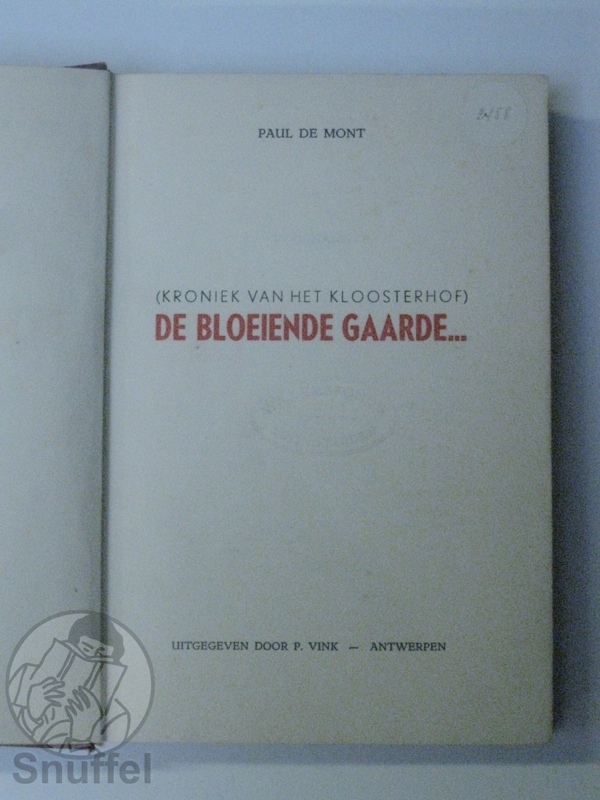 PAUL DE MONT
(KRONIEK VAN HET KLOOSTERHOF)
DE BLOEIENDE GAARDE...
UITGEGEVEN DOOR P. VINK — ANTWERPEN
Snuffel